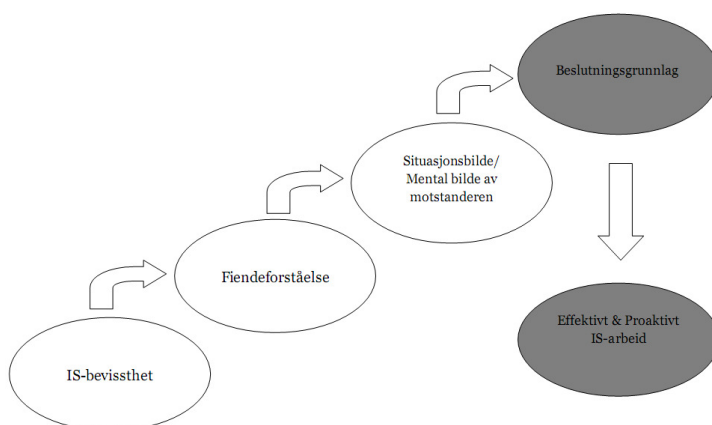 Beslutningsgrunnlag
Situasjonsbilde/
Mental bilde av
motstanderen
Fiendeforståelse
IS-bevissthet
Effektivt & Proaktivt
IS-arbeid